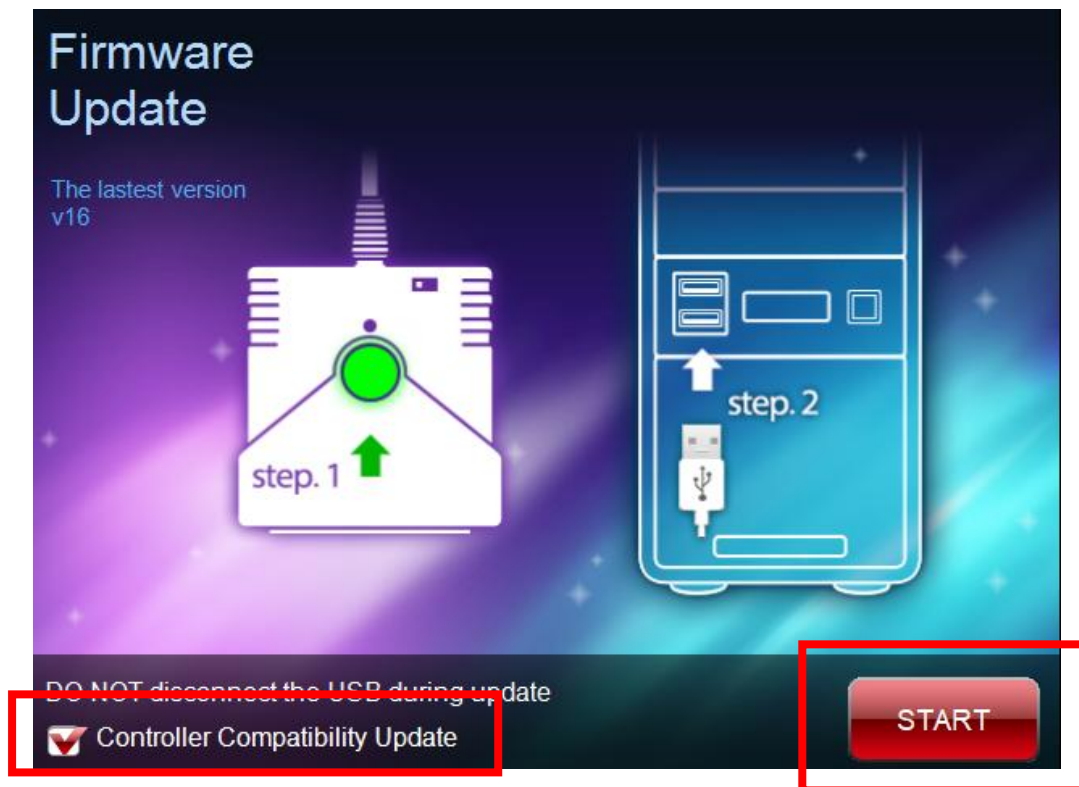 Firmware
Update
The lastest version
v16
step. 1
step. 2
DO NOT disconnect the USB during update
Controller Compatibility Update
START